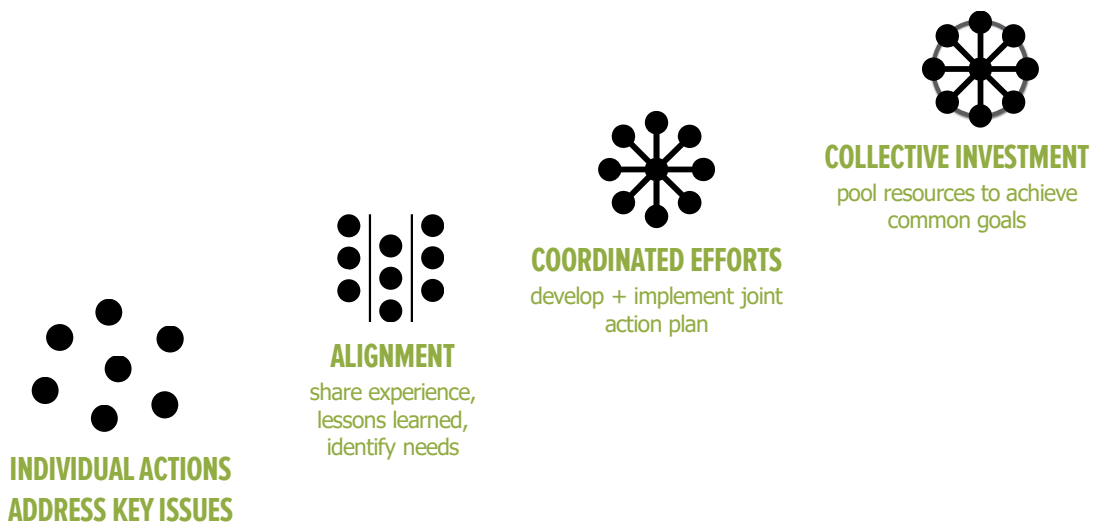 INDIVIDUAL ACTIONS
ADDRESS KEY ISSUES
ALIGNMENT
share experience,
lessons learned,
identify needs
COORDINATED EFFORTS
develop + implement joint
action plan
COLLECTIVE INVESTMENT
pool resources to achieve
common goals